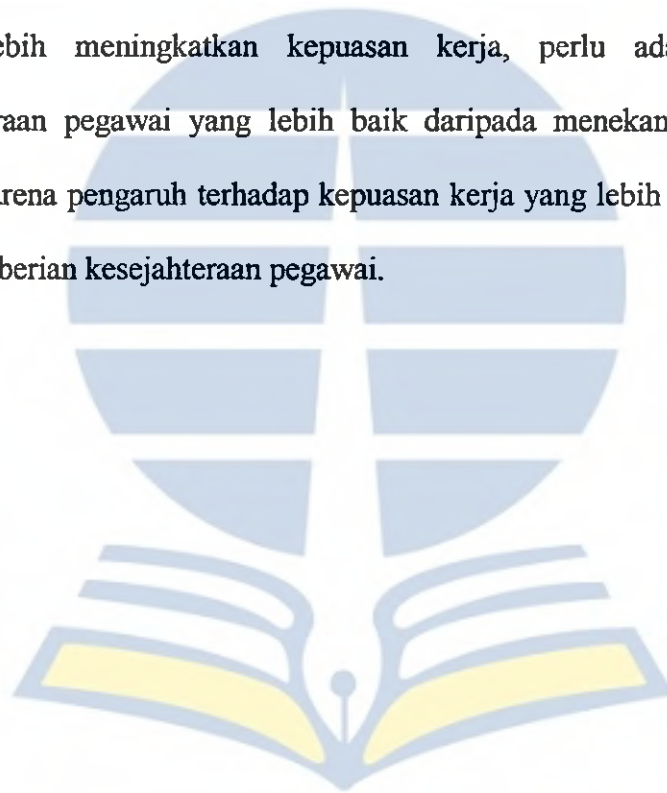 ebih meningkatkan kepuasan kerja, perlu ada
raan pegawai yang lebih baik daripada menekan
arena pengaruh terhadap kepuasan kerja yang lebih
berian kesejahteraan pegawai.